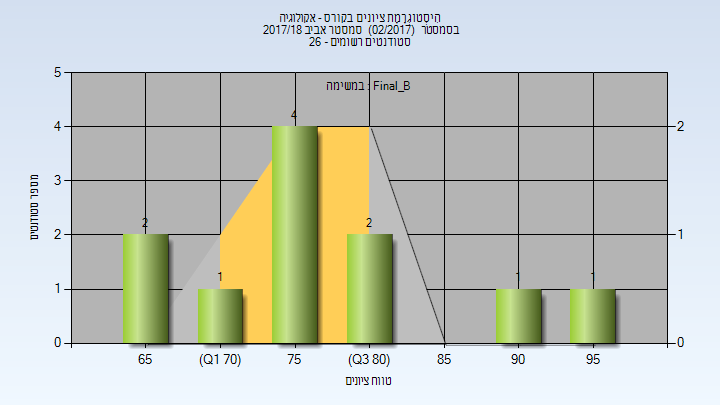 היסטוגרמת ציונים בקורס - אקולוגיה
בסמסטר (02/2017) סמסטר אביב 2017/18
סטודנטים רשומים - 26
במשימה : Final_B
מספר סטודנטים
5
4
3
2
1
0
2
1
0
2
1
4
2
1
1
65
(Q1 70)
75
(Q3 80)
85
90
95
טווח ציונים